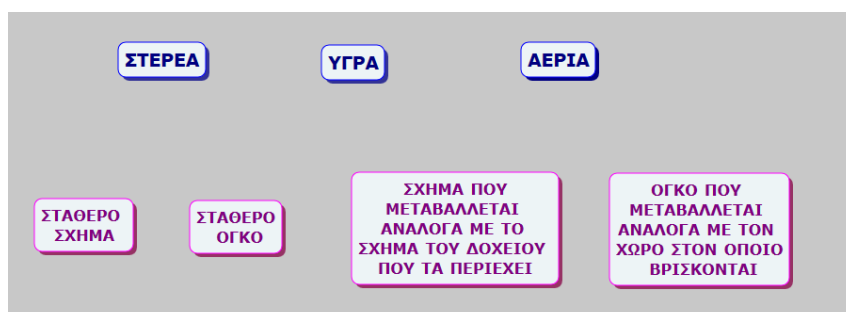 ΣΤΕΡΕΑ
ΥΓΡΑ
ΑΕΡΙΑ
ΣΤΑΘΕΡΟ
ΣΧΗΜΑ
ΣΤΑΘΕΡΟ
ΟΓΚΟ
ΣΧΗΜΑ ΠΟΥ
ΜΕΤΑΒΑΛΛΕΤΑΙ
ΑΝΑΛΟΓΑ ΜΕ ΤΟ
ΣΧΗΜΑ ΤΟΥ ΔΟΧΕΙΟΥ
ΠΟΥ ΤΑ ΠΕΡΙΕΧΕΙ
ΟΓΚΟ ΠΟΥ
ΜΕΤΑΒΑΛΛΕΤΑΙ
ΑΝΑΛΟΓΑ ΜΕ ΤΟΝ
ΧΩΡΟ ΣΤΟΝ ΟΠΟΙΟ
ΒΡΙΣΚΟΝΤΑΙ